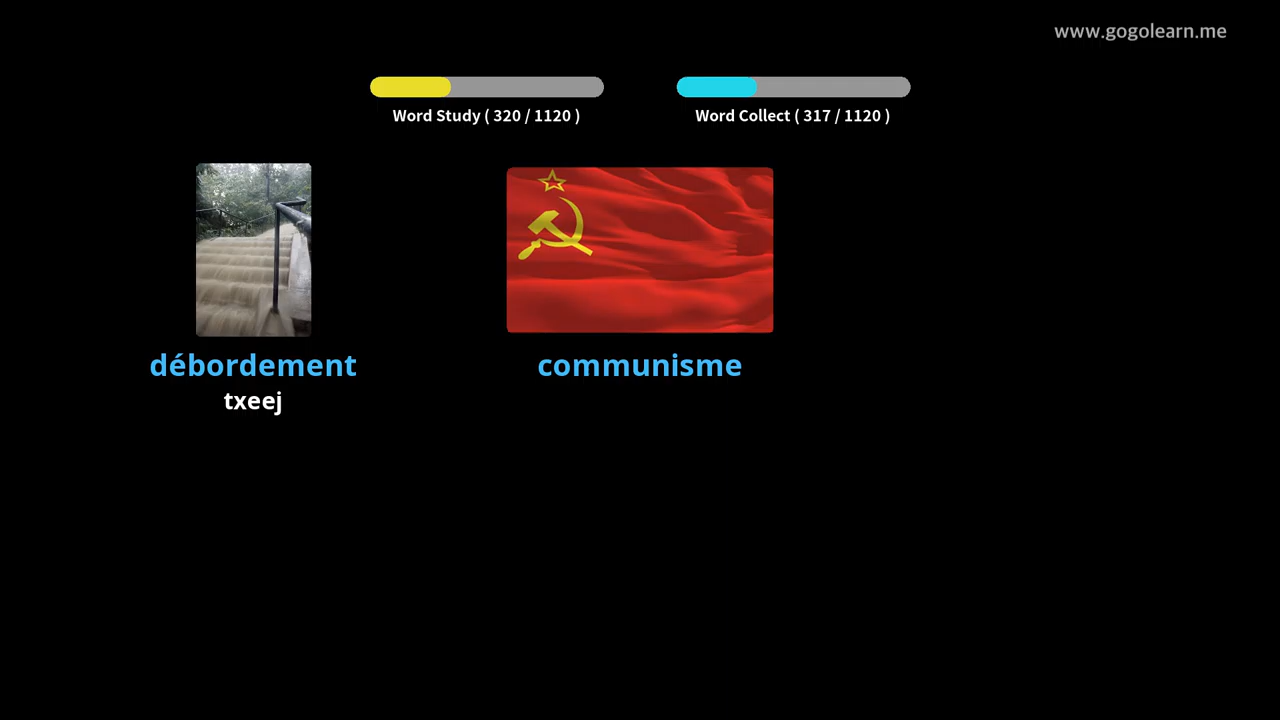 www.gogolearn.me
Word Study ( 320 / 1120 )
Word Collect ( 317 / 1120 )
débordement
txeej
communisme